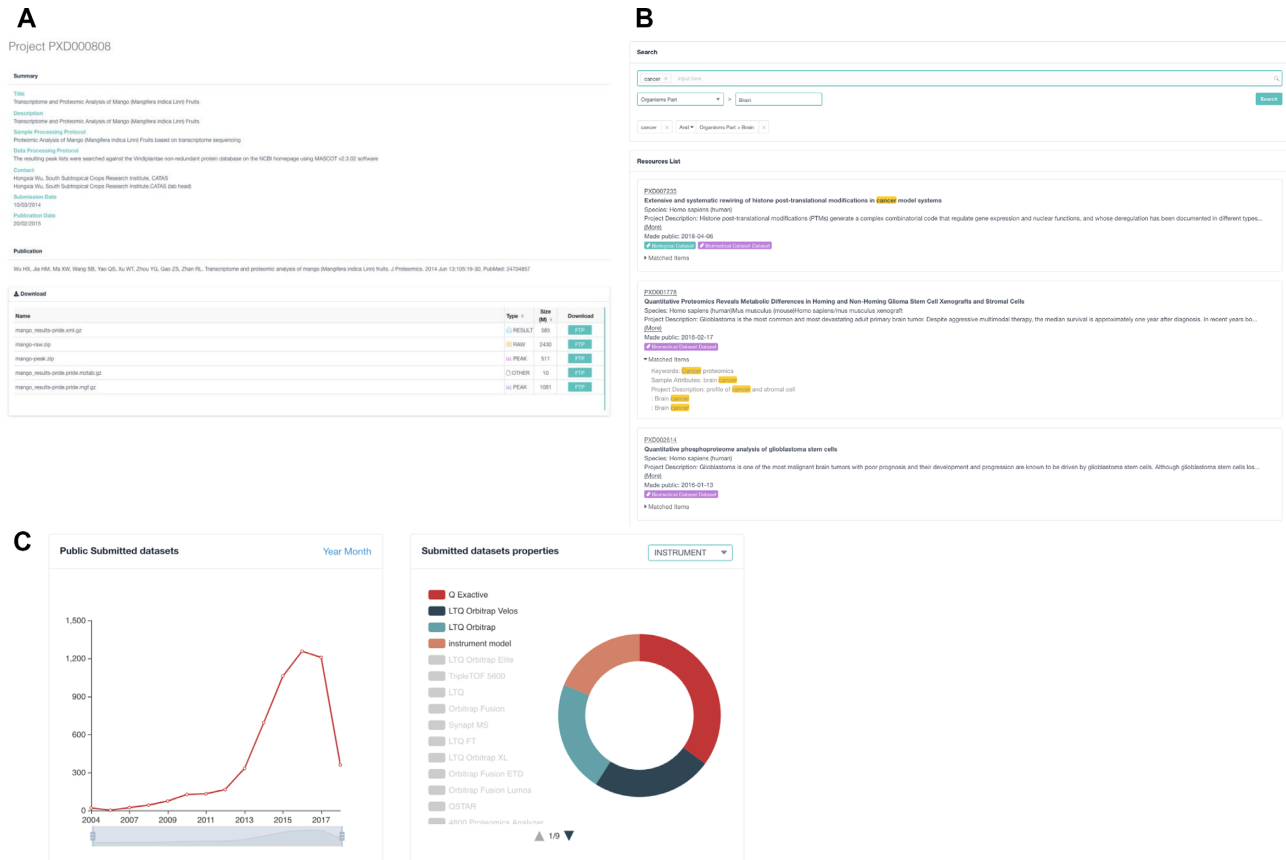 A
Project PXD000808
Summary
Title
Transcriptome and Proteomic Analysis of Mango (Mangifera indica Linn) Fruits
Description
Transcriptome and Proteomic Analysis of Mango (Mangifera indica Linn) Fruits
Sample Processing Protocol
Proteomic Analysis of Mango (Mangifera indica Linn) Fruits based on transcriptome sequencing
Data Processing Protocol
The resulting peak lists were searched against the Viridiplantae non-redundant protein database on the NCBI homepage using MASCOT v2.3.02 software
Contact
Hongxia Wu, South Subtropical Crops Research Institute, CATAS
Hongxia Wu, South Subtropical Crops Research Institute,CATAS (lab head)
Submission Date
10/03/2014
Publication Date
20/02/2015
Publication
Wu HX, Jia HM, Ma XW, Wang SB, Yao QS, Xu WT, Zhou YG, Gao ZS, Zhan RL. Transcriptome and proteomic analysis of mango (Mangifera indica Linn) fruits. J Proteomics. 2014 Jun 13;105:19-30, PubMed: 24704857
Download
Name Type Size (M) Download
mango_results-pride.xml.gz RESULT 385 FTP
mango-raw.zip RAW 2430 FTP
mango-peak.zip PEAK 511 FTP
mango_results-pride.pride.mztab.gz OTHER 10 FTP
mango_results-pride.pride.mgf.gz PEAK 1081 FTP
B
Search
cancer × input here
Organisms Part > Brain Search
cancer × And Organisms Part = Brain ×
Resources List
PXD007235
Extensive and systematic rewiring of histone post-translational modifications in cancer model systems
Species: Homo sapiens (human)
Project Description: Histone post-translational modifications (PTMs) generate a complex combinatorial code that regulate gene expression and nuclear functions, and whose deregulation has been documented in different types...
(More)
Made public: 2018-04-06
Biological Dataset Biomedical Dataset Dataset
Matched Items
PXD001778
Quantitative Proteomics Reveals Metabolic Differences in Homing and Non-Homing Glioma Stem Cell Xenografts and Stromal Cells
Species: Homo sapiens (human)Mus musculus (mouse)Homo sapiens/mus musculus xenograft
Project Description: Glioblastoma is the most common and most devastating adult primary brain tumor. Despite aggressive multimodal therapy, the median survival is approximately one year after diagnosis. In recent years bo...
(More)
Made public: 2016-02-17
Biomedical Dataset Dataset
Matched Items
Keywords: Cancer proteomics
Sample Attributes: brain cancer
Project Description: profile of cancer and stromal cell
: Brain cancer
: Brain cancer
PXD002614
Quantitative phosphoproteome analysis of glioblastoma stem cells
Species: Homo sapiens (human)
Project Description: Glioblastoma is one of the most malignant brain tumors with poor prognosis and their development and progression are known to be driven by glioblastoma stem cells. Although glioblastoma stem cells los...
(More)
Made public: 2016-01-13
Biomedical Dataset Dataset
Matched Items
C
Public Submitted datasets Year Month
1,500
1,200
900
600
300
0
2004 2007 2009 2011 2013 2015 2017
Submitted datasets properties INSTRUMENT
Q Exactive
LTQ Orbitrap Velos
LTQ Orbitrap
instrument model
LTQ Orbitrap Elite
TripleTOF 5600
LTQ
Orbitrap Fusion
Synapt MS
LTQ FT
LTQ Orbitrap XL
Orbitrap Fusion ETD
Orbitrap Fusion Lumos
QSTAR
4800 Proteomics Analyzer
1/9